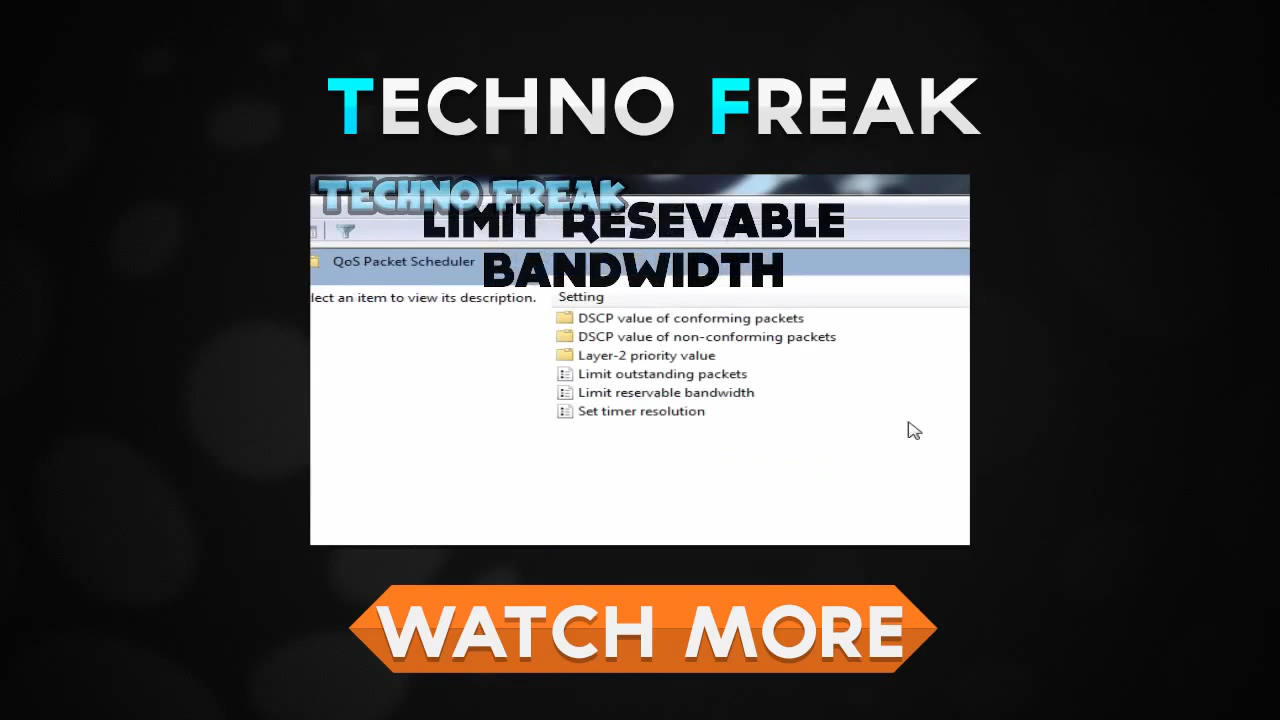 TECHNO FREAK
TECHNO FREAK
LIMIT RESEVABLE
BANDWIDTH
QoS Packet Scheduler
lect an item to view its description.
Setting
DSCP value of conforming packets
DSCP value of non-conforming packets
Layer-2 priority value
Limit outstanding packets
Limit reservable bandwidth
Set timer resolution
WATCH MORE